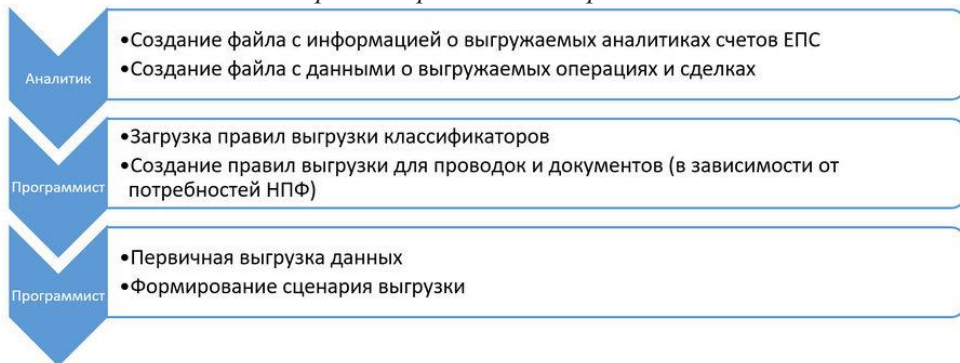 Аналитик
•Создание файла с информацией о выгружаемых аналитиках счетов ЕПС
•Создание файла с данными о выгружаемых операциях и сделках
Программист
•Загрузка правил выгрузки классификаторов
•Создание правил выгрузки для проводок и документов (в зависимости от
потребностей НПФ)
Программист
•Первичная выгрузка данных
•Формирование сценария выгрузки